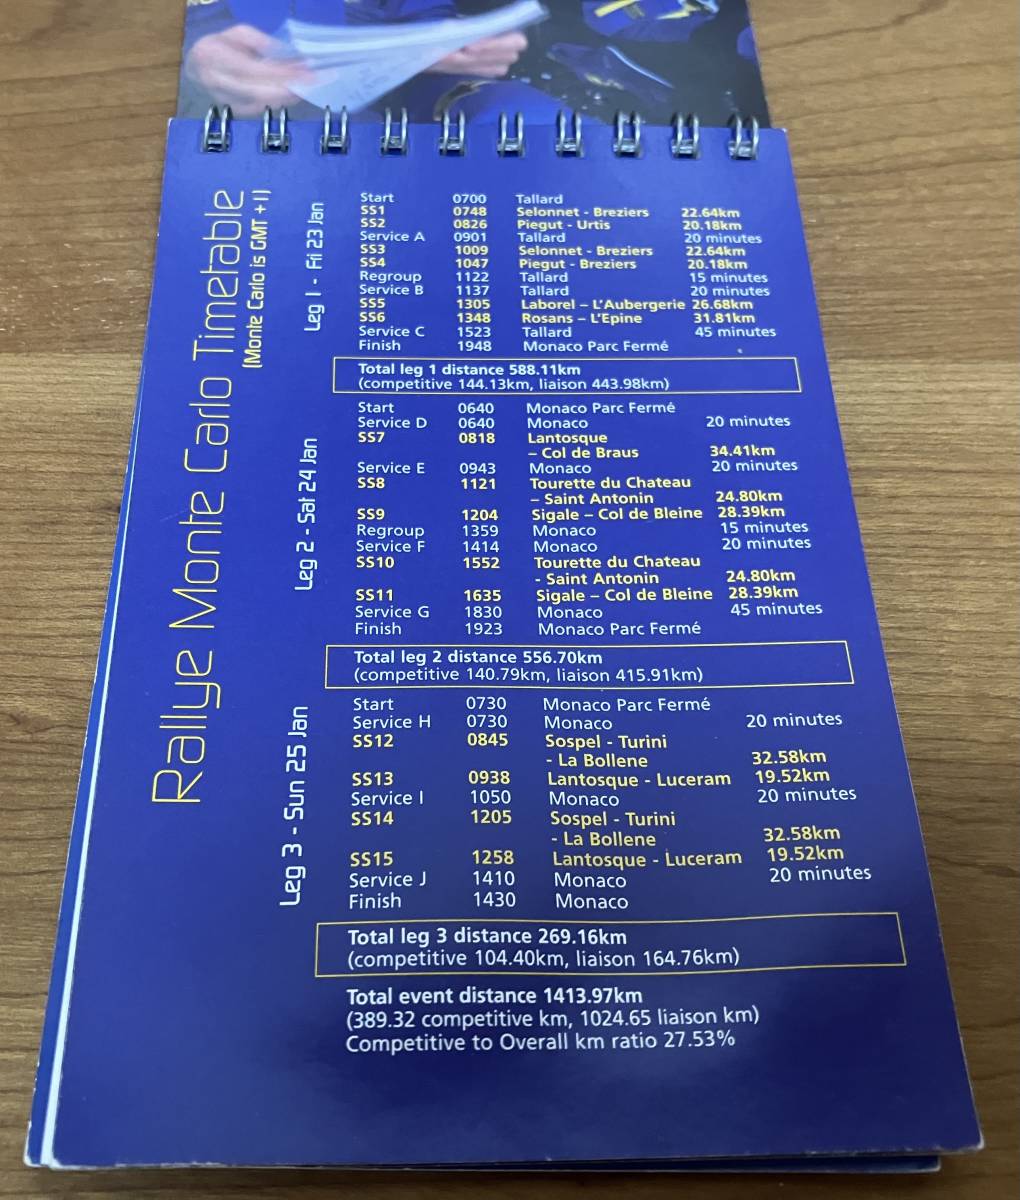 Rallye Monte Carlo Timetable
(Monte Carlo is GMT + 1)
Leg 1 - Fri 23 Jan
Start 0700 Tallard
SS1 0748 Selonnet - Breziers 22.64km
SS2 0826 Piegut - Urtis 20.18km
Service A 0901 Tallard 20 minutes
SS3 1009 Selonnet - Breziers 22.64km
SS4 1047 Piegut - Breziers 20.18km
Regroup 1122 Tallard 15 minutes
Service B 1137 Tallard 20 minutes
SS5 1305 Laborel – L'Aubergerie 26.68km
SS6 1348 Rosans – L'Epine 31.81km
Service C 1523 Tallard 45 minutes
Finish 1948 Monaco Parc Fermé
Total leg 1 distance 588.11km
(competitive 144.13km, liaison 443.98km)
Leg 2 - Sat 24 Jan
Start 0640 Monaco Parc Fermé
Service D 0640 Monaco 20 minutes
SS7 0818 Lantosque
– Col de Braus 34.41km
Service E 0943 Monaco 20 minutes
SS8 1121 Tourette du Chateau
– Saint Antonin 24.80km
SS9 1204 Sigale – Col de Bleine 28.39km
Regroup 1359 Monaco 15 minutes
Service F 1414 Monaco 20 minutes
SS10 1552 Tourette du Chateau
- Saint Antonin 24.80km
SS11 1635 Sigale – Col de Bleine 28.39km
Service G 1830 Monaco 45 minutes
Finish 1923 Monaco Parc Fermé
Total leg 2 distance 556.70km
(competitive 140.79km, liaison 415.91km)
Leg 3 - Sun 25 Jan
Start 0730 Monaco Parc Fermé
Service H 0730 Monaco 20 minutes
SS12 0845 Sospel - Turini
- La Bollene 32.58km
SS13 0938 Lantosque - Luceram 19.52km
Service I 1050 Monaco 20 minutes
SS14 1205 Sospel - Turini
- La Bollene 32.58km
SS15 1258 Lantosque - Luceram 19.52km
Service J 1410 Monaco 20 minutes
Finish 1430 Monaco
Total leg 3 distance 269.16km
(competitive 104.40km, liaison 164.76km)
Total event distance 1413.97km
(389.32 competitive km, 1024.65 liaison km)
Competitive to Overall km ratio 27.53%